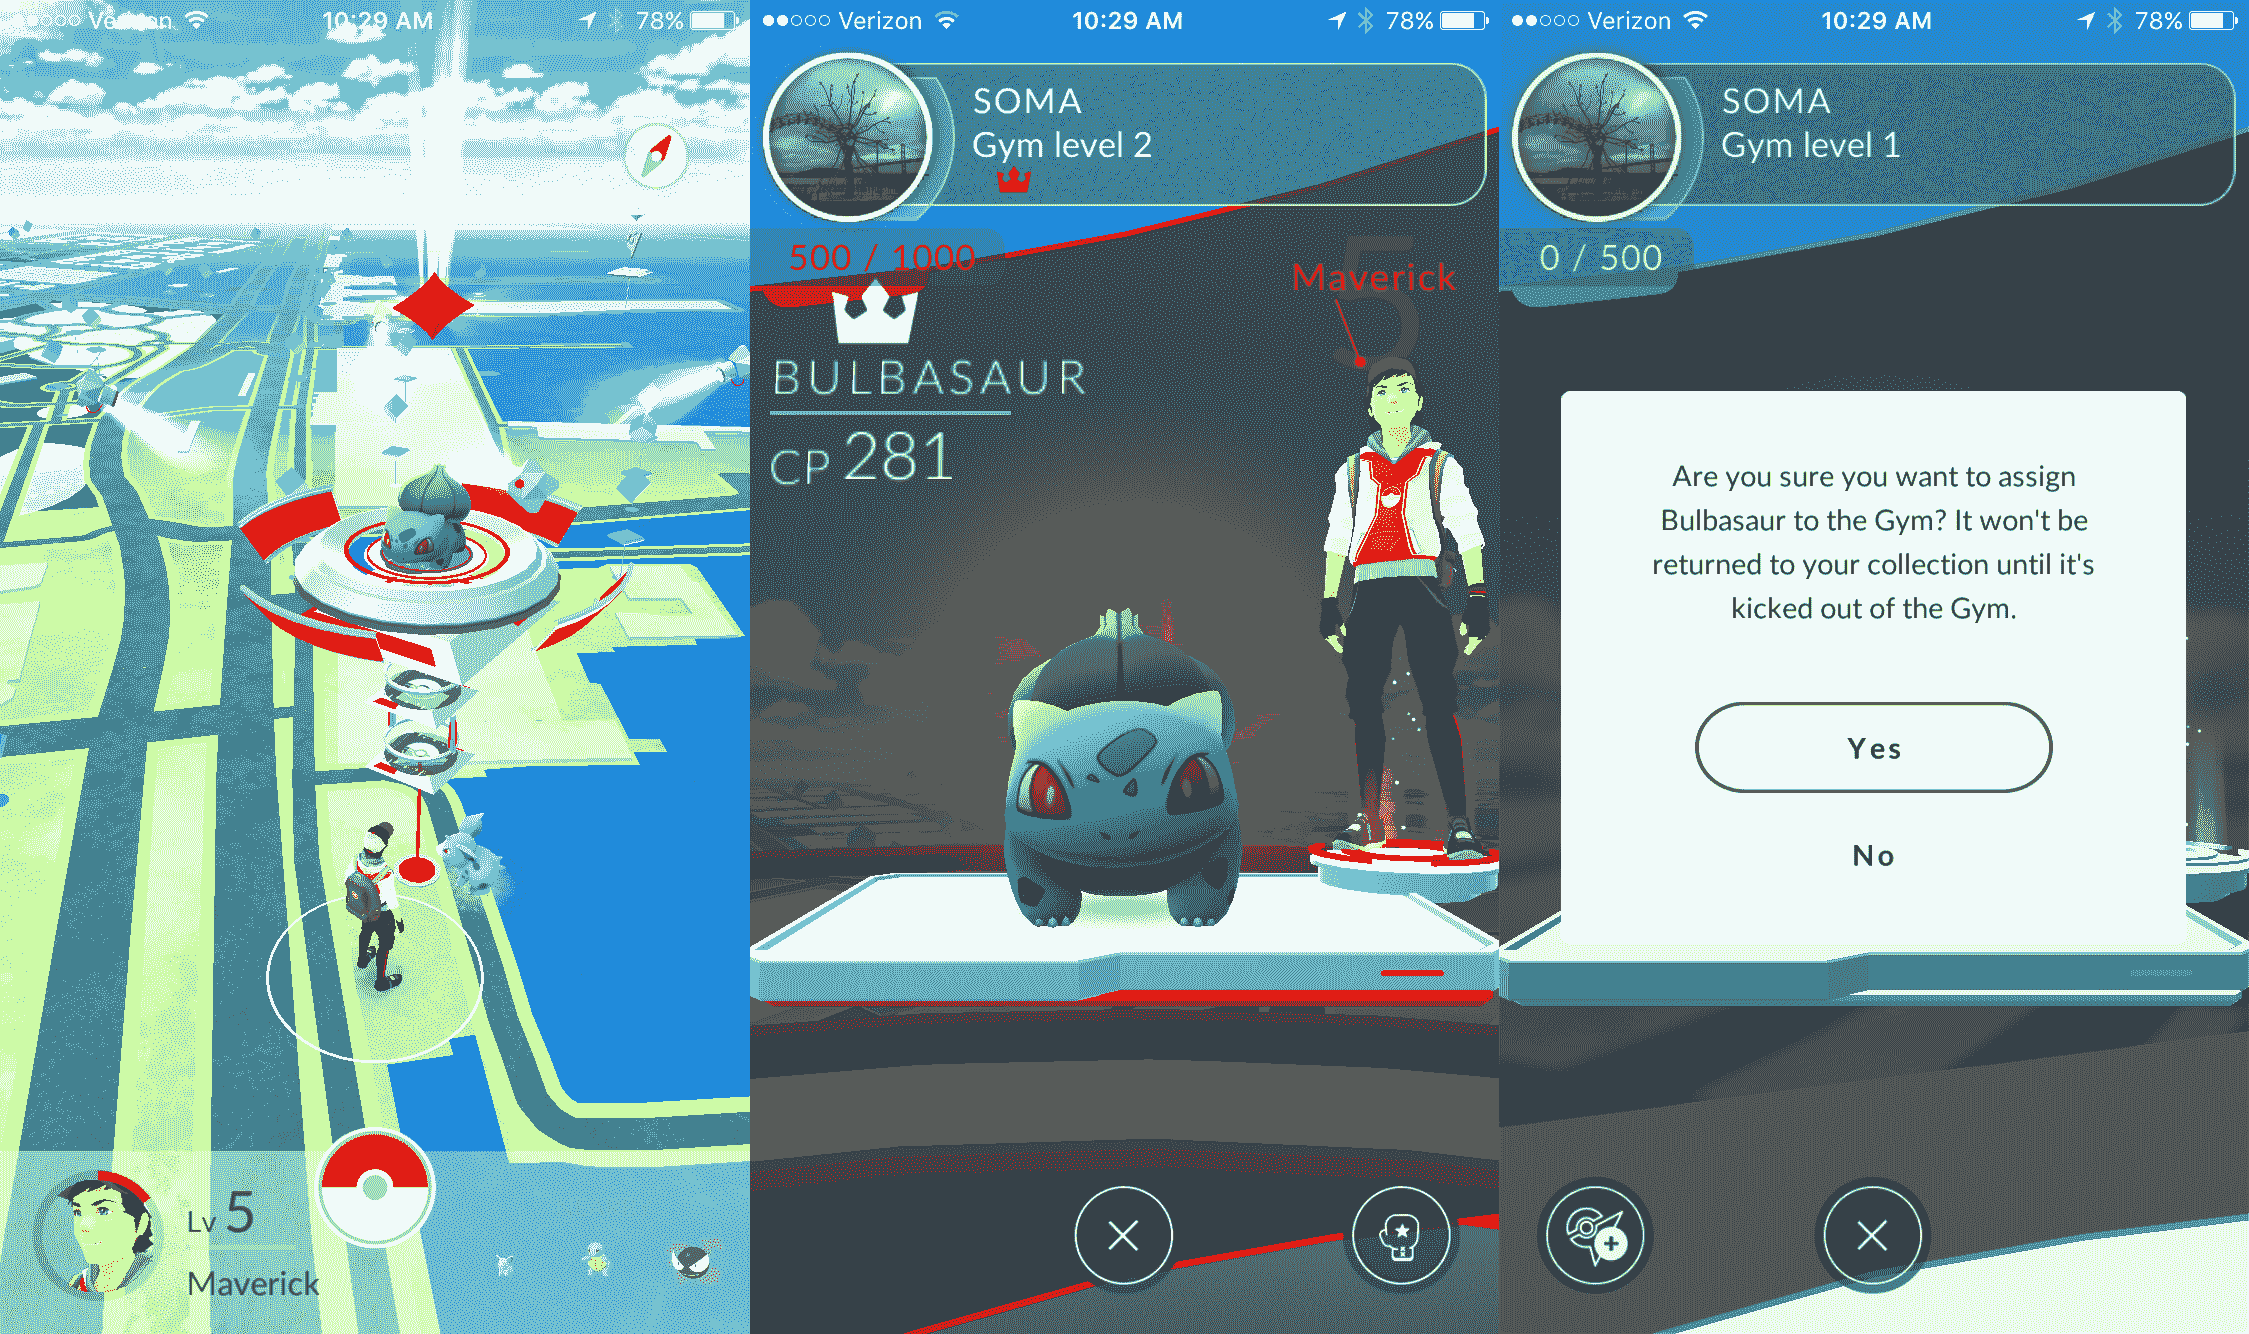 Verizon 10:29 AM 78%
Lv 5
Maverick
Verizon 10:29 AM 78%
SOMA
Gym level 2
500 / 1000
5
Maverick
BULBASAUR
CP 281
Verizon 10:29 AM 78%
SOMA
Gym level 1
0 / 500
Are you sure you want to assign
Bulbasaur to the Gym? It won't be
returned to your collection until it's
kicked out of the Gym.
Yes
No